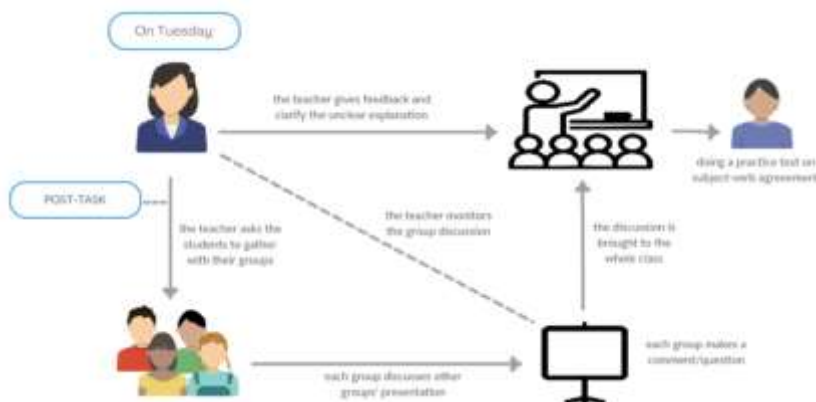 On Tuesday
the teacher gives feedback and
clarify the unclear explanation
doing a practice test on
subject-verb agreement
POST-TASK
the teacher asks the
students to gather
with their groups
the teacher monitors
the group discussion
the discussion is
brought to the
whole class
each group makes a
comment/question
each group discusses other
groups' presentation